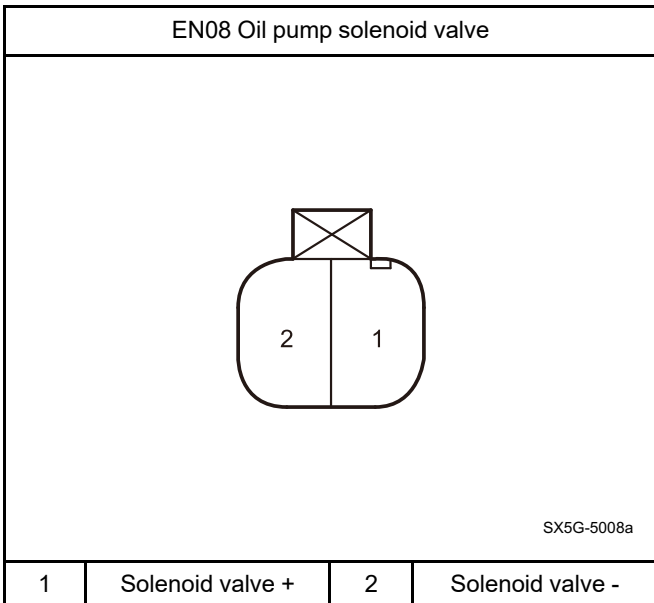 EN08 Oil pump solenoid valve
2 1
SX5G-5008a
1 Solenoid valve + 2 Solenoid valve -